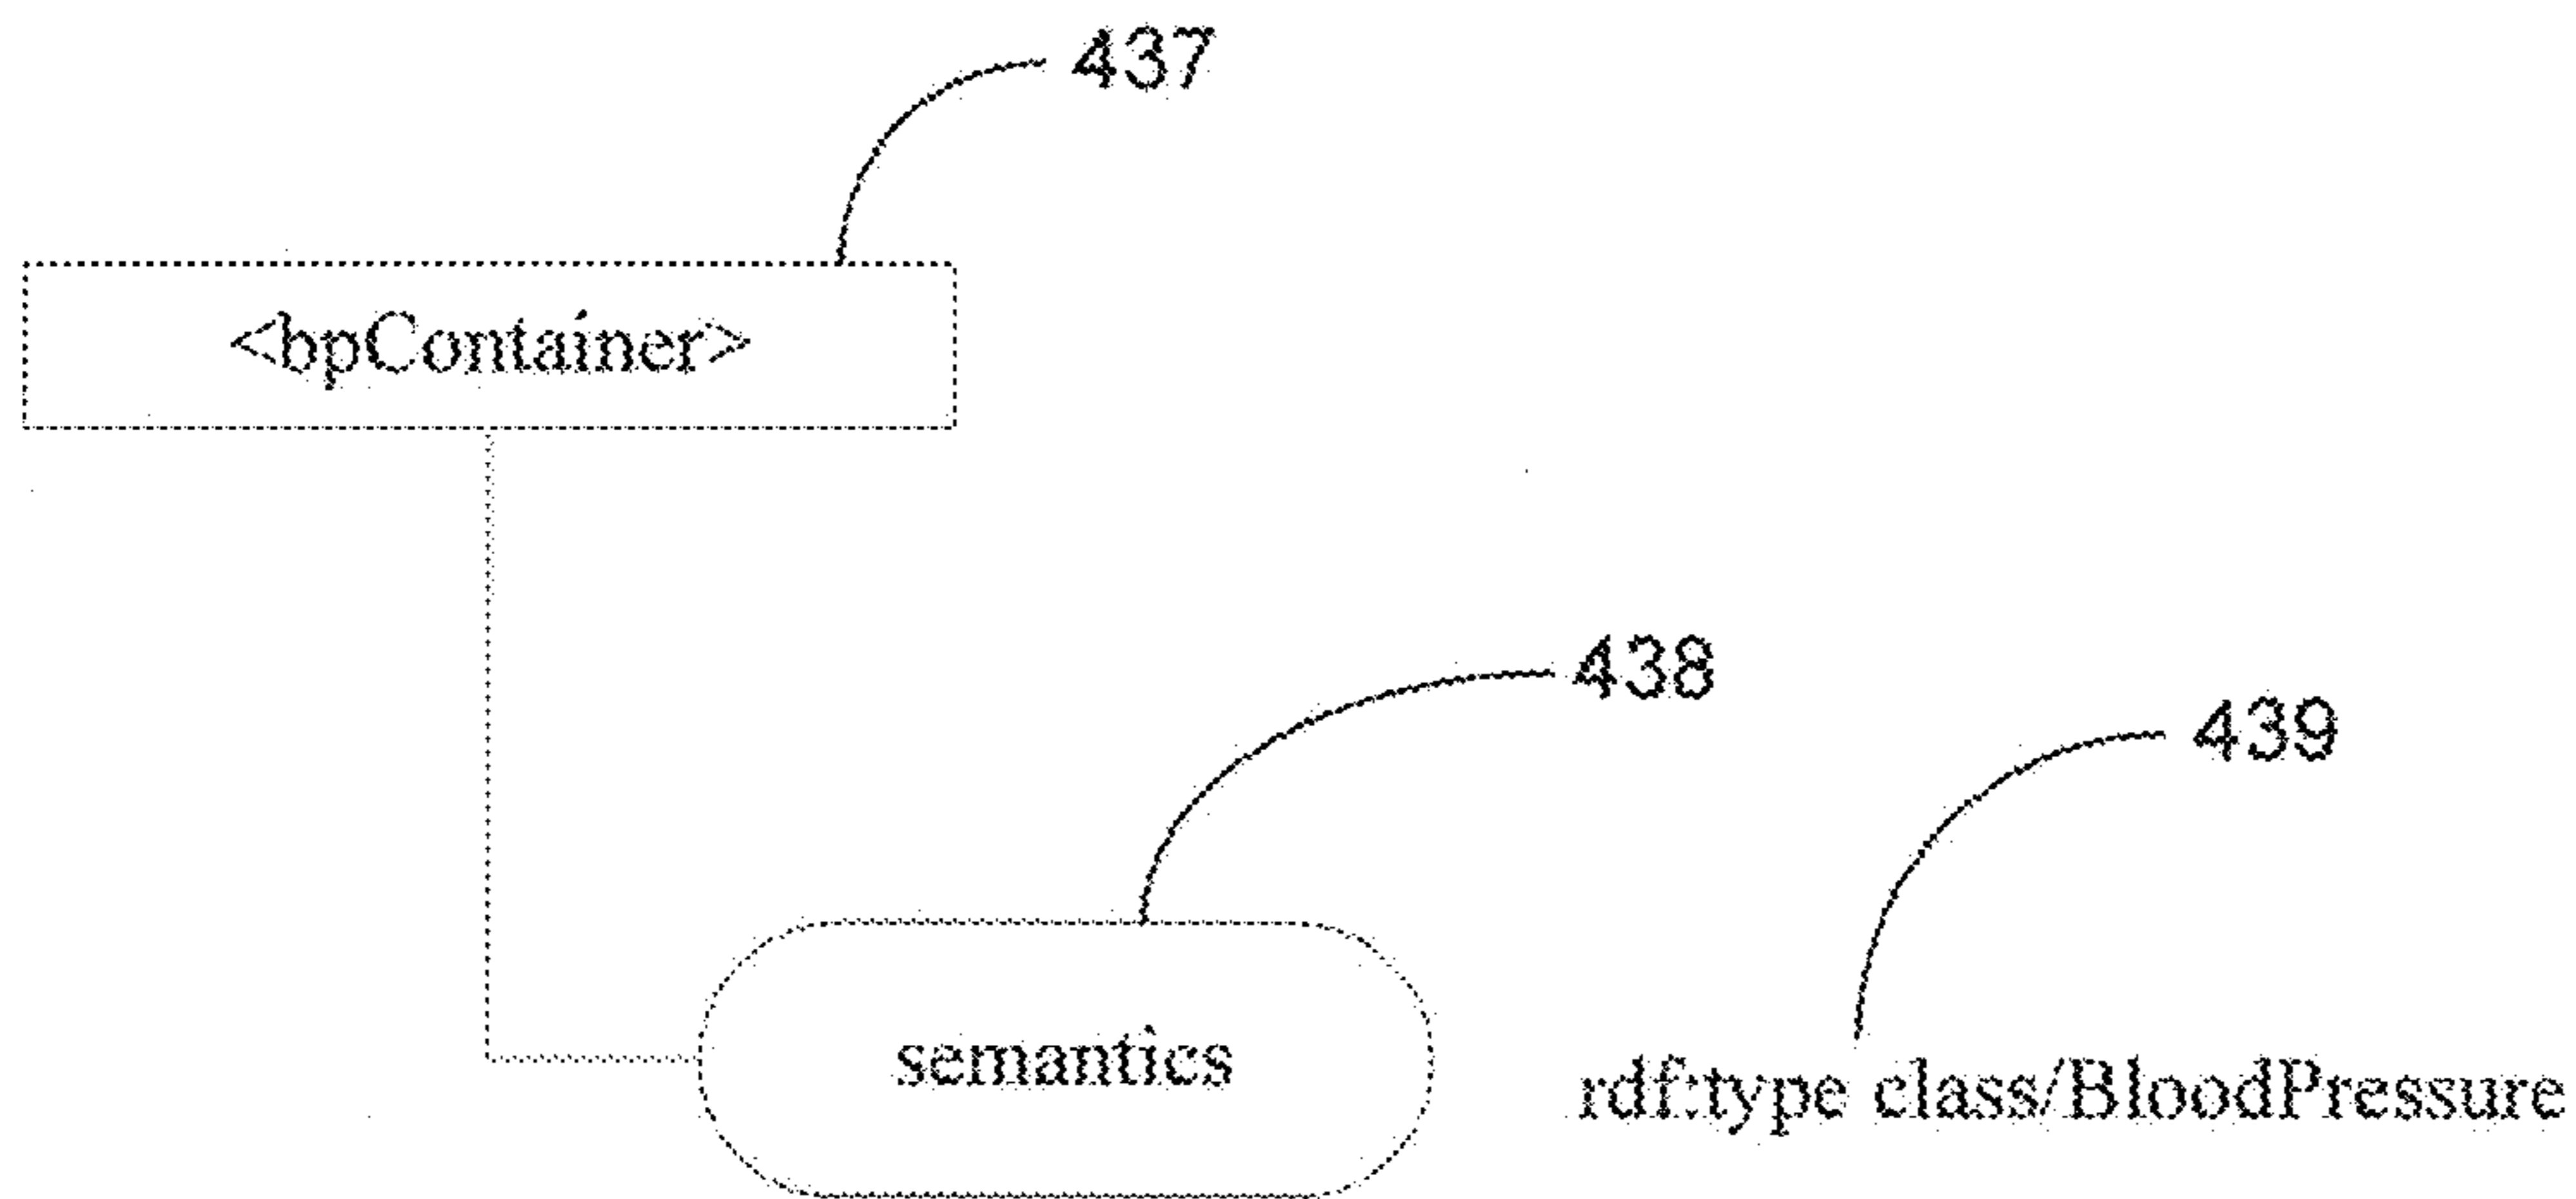 437
<bpContainer>
438
439
semantics
rdf:type class/BloodPressure